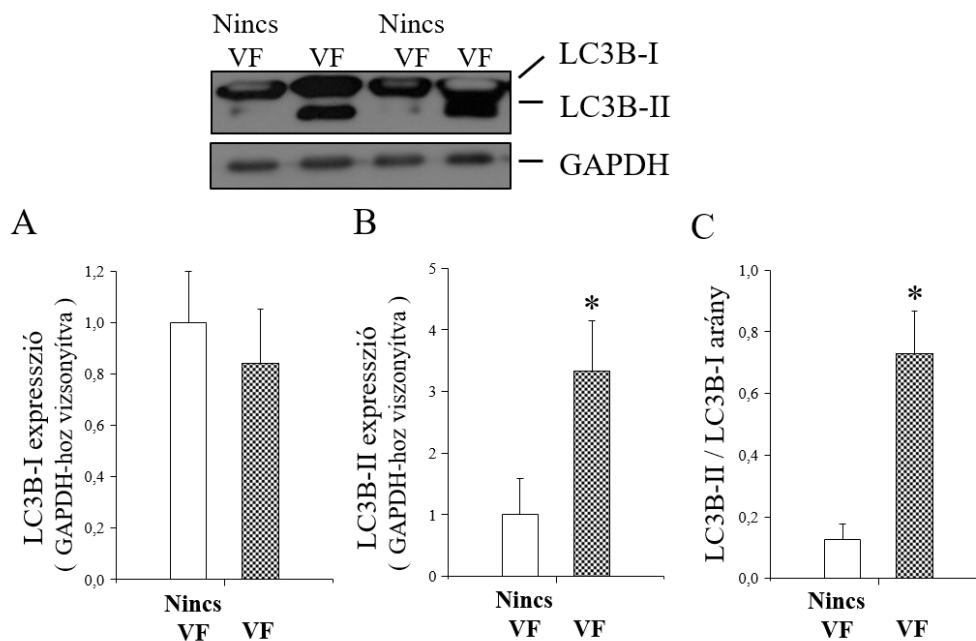 Nincs Nincs
VF VF VF VF
LC3B-I
LC3B-II
GAPDH
A
LC3B-I expresszió
( GAPDH-hoz vizsonyítva )
1,2
1,0
0,8
0,6
0,4
0,2
0,0
Nincs
VF VF
B
LC3B-II expresszió
( GAPDH-hoz viszonyítva )
5
4
3
2
1
0
*
Nincs
VF VF
C
LC3B-II / LC3B-I arány
1,0
0,8
0,6
0,4
0,2
0,0
*
Nincs
VF VF